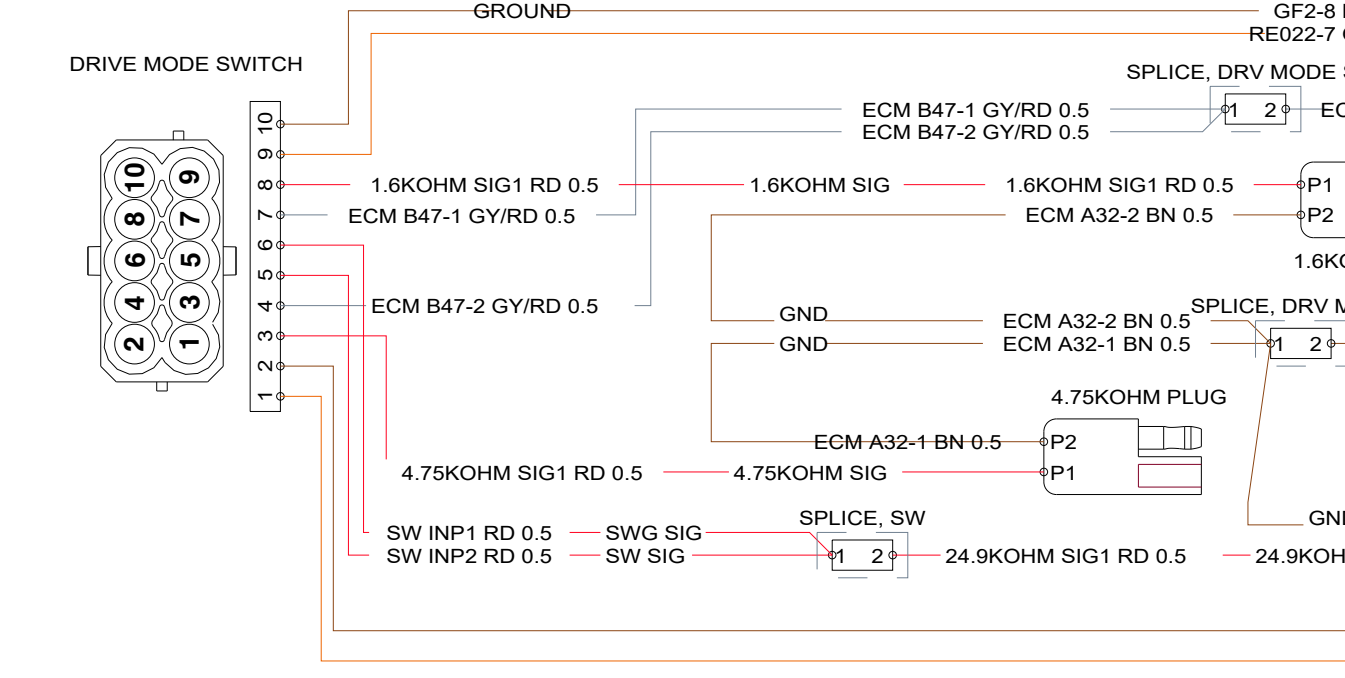 GROUND
GF2-8
RE022-7
DRIVE MODE SWITCH
SPLICE, DRV MODE
10
9
8
7
6
5
4
3
2
1
10 9
8 7
6 5
4 3
2 1
ECM B47-1 GY/RD 0.5
1 2
ECM B47-2 GY/RD 0.5
1.6KOHM SIG1 RD 0.5 1.6KOHM SIG 1.6KOHM SIG1 RD 0.5 P1
ECM B47-1 GY/RD 0.5 ECM A32-2 BN 0.5 P2
ECM B47-2 GY/RD 0.5
SPLICE, DRV
GND ECM A32-2 BN 0.5
GND ECM A32-1 BN 0.5 1 2
4.75KOHM PLUG
ECM A32-1 BN 0.5 P2
4.75KOHM SIG1 RD 0.5 4.75KOHM SIG P1
SPLICE, SW
SW INP1 RD 0.5 SWG SIG
SW INP2 RD 0.5 SW SIG 1 2 24.9KOHM SIG1 RD 0.5